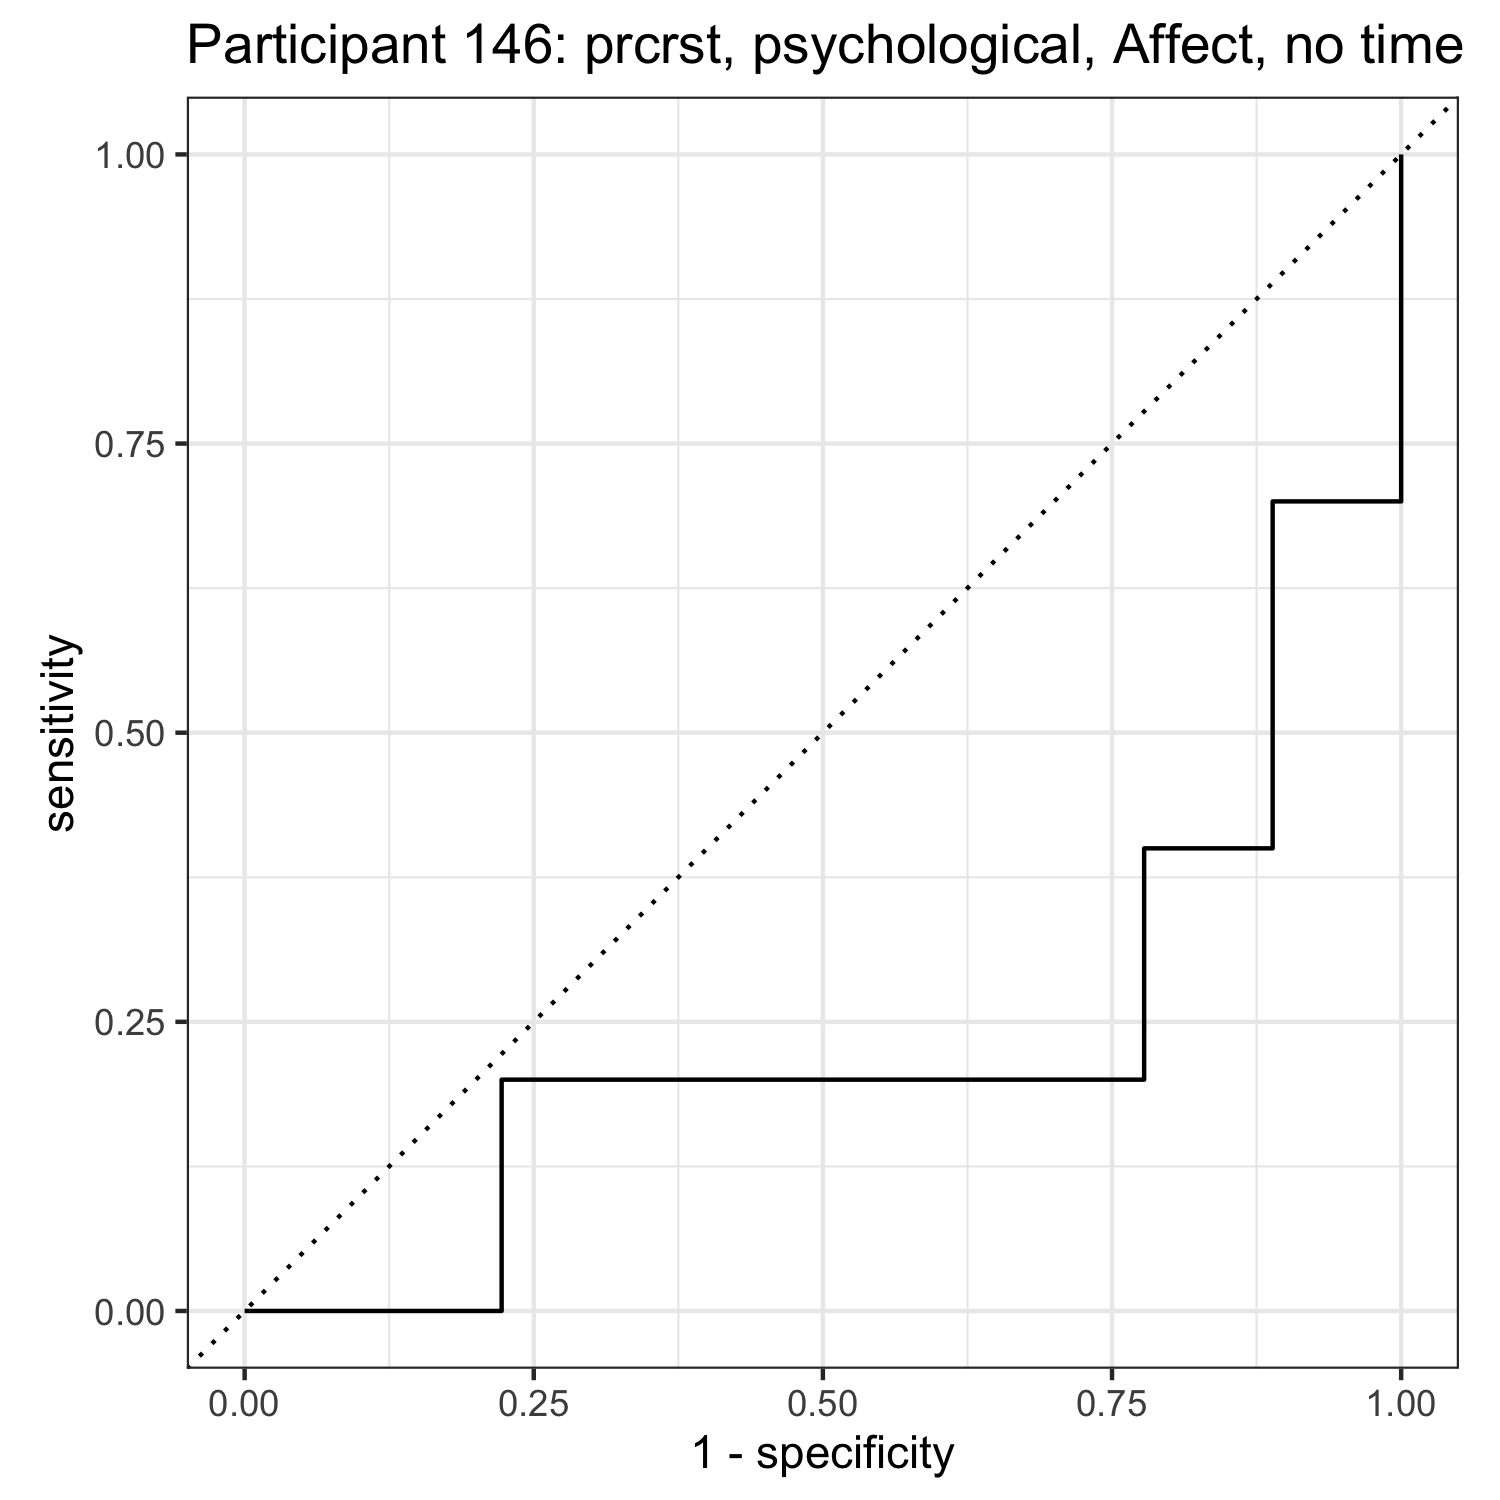 Participant 146: prcrst, psychological, Affect, no time
1.00
0.75
0.50
0.25
0.00
sensitivity
0.00 0.25 0.50 0.75 1.00
1 - specificity